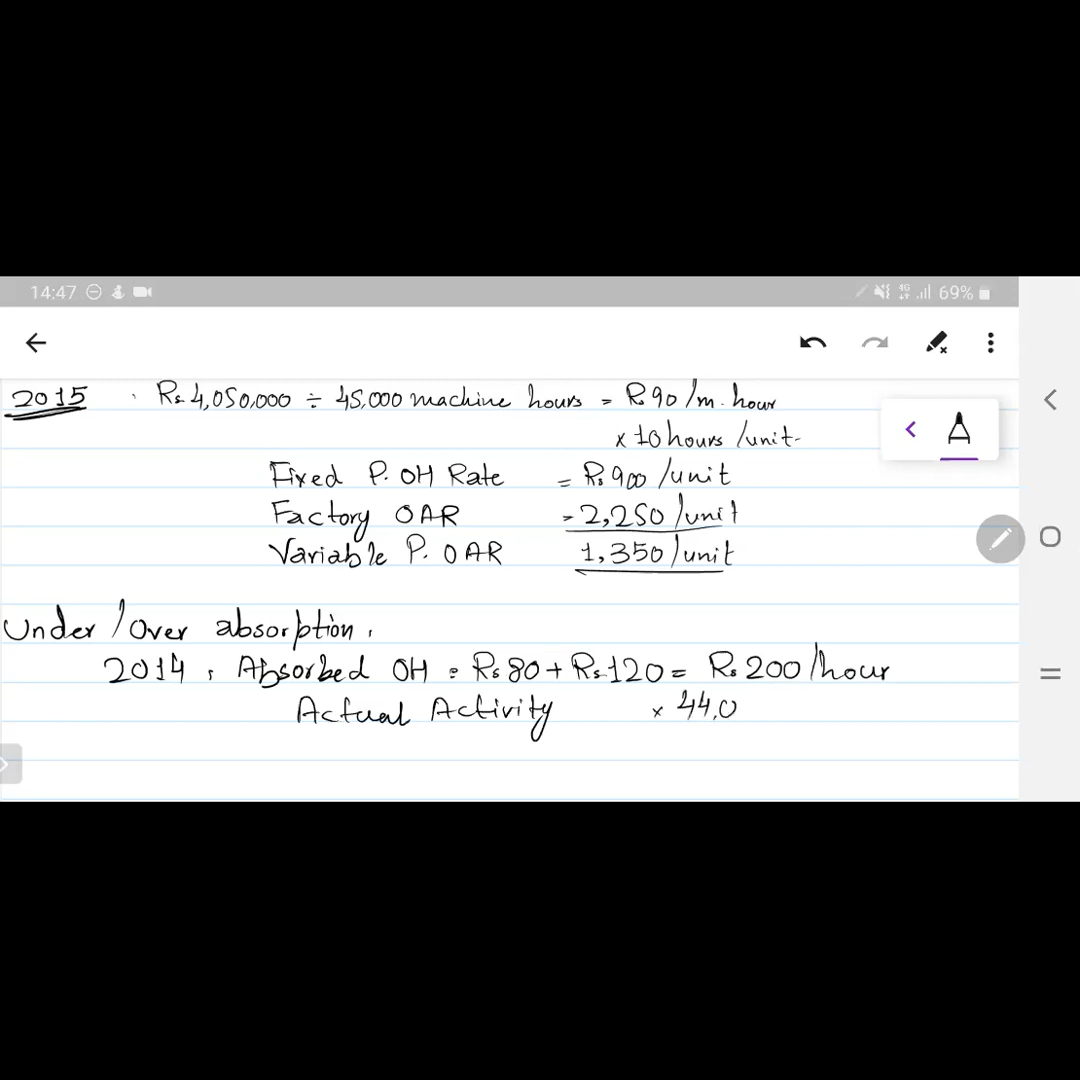 14:47 4G 69%
2015 Rs 4,050,000 ÷ 45,000 machine hours = Rs 90/m. hour
x 10 hours /unit
Fixed P. OH Rate = Rs 900 /unit
Factory OAR = 2,250 /unit
Variable P. OAR 1,350 /unit
Under / Over absorption.
2014 : Absorbed OH = Rs 80 + Rs 120 = Rs 200 /hour
Actual Activity x 44,0